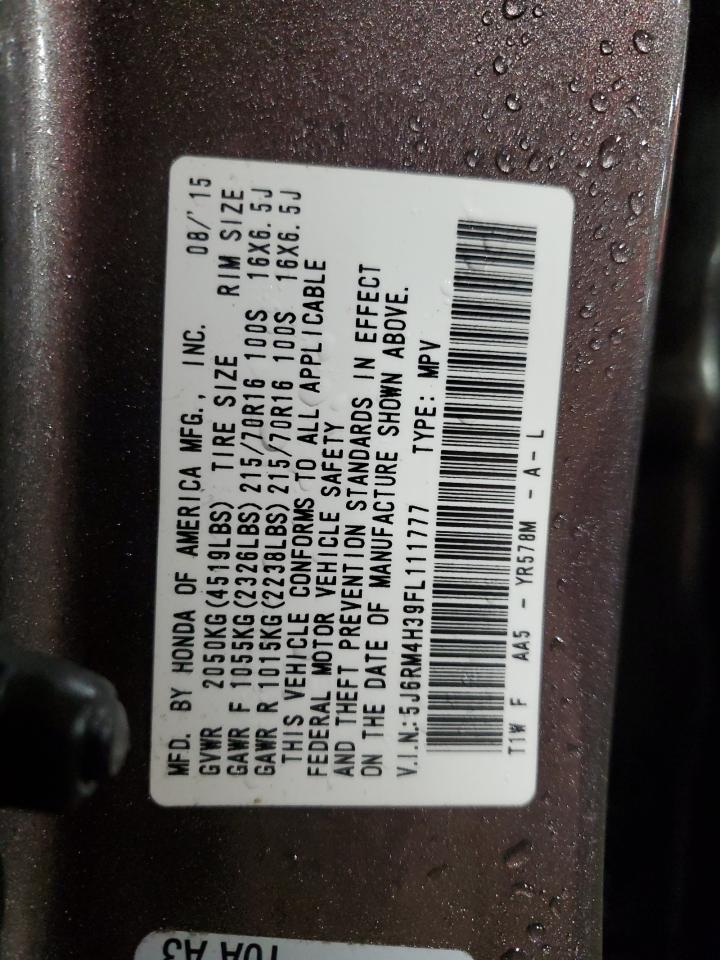 MFD. BY HONDA OF AMERICA MFG., INC. 08/'15
GVWR 2050KG(4519LBS) TIRE SIZE RIM SIZE
GAWR F 1055KG(2326LBS)215/70R16 100S 16X6.5J
GAWR R 1015KG(2238LBS)215/70R16 100S 16X6.5J
THIS VEHICLE CONFORMS TO ALL APPLICABLE
FEDERAL MOTOR VEHICLE SAFETY
AND THEFT PREVENTION STANDARDS IN EFFECT
ON THE DATE OF MANUFACTURE SHOWN ABOVE.
V.I.N.:5J6RM4H39FL111777 TYPE: MPV
T1W F AA5 - YR578M - A - L